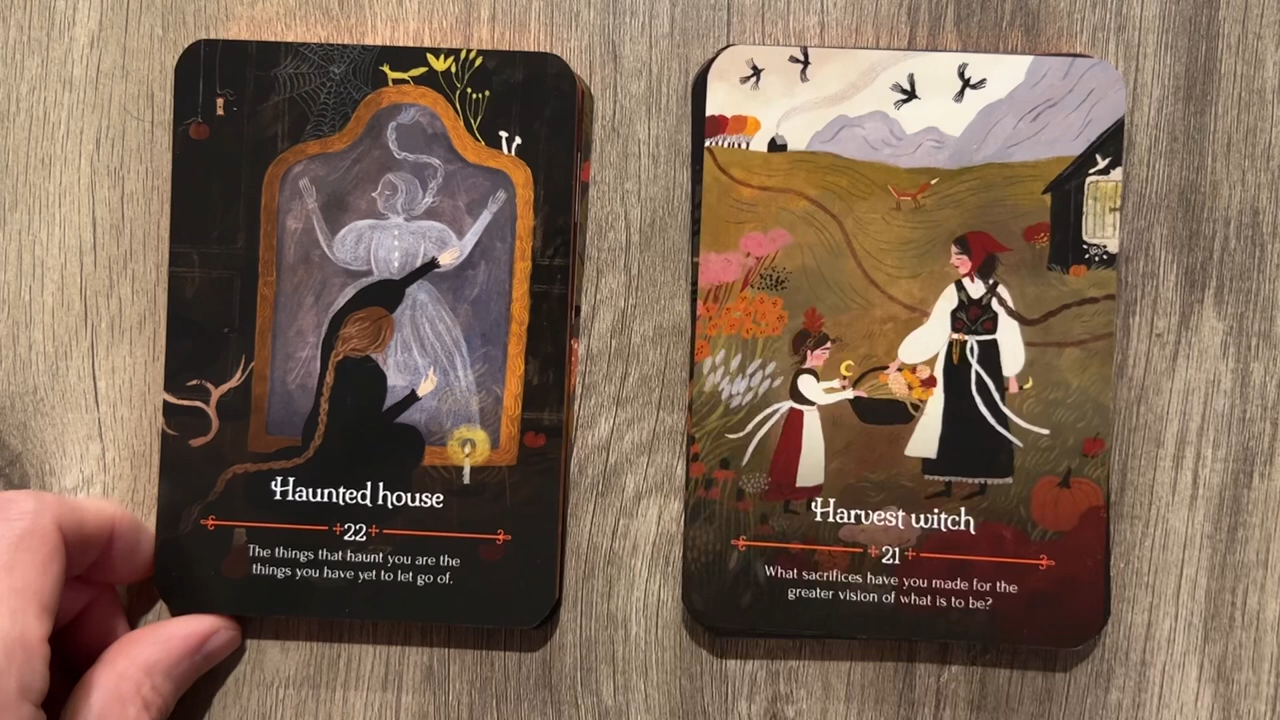 Haunted house
22
The things that haunt you are the
things you have yet to let go of.
Harvest witch
21
What sacrifices have you made for the
greater vision of what is to be?